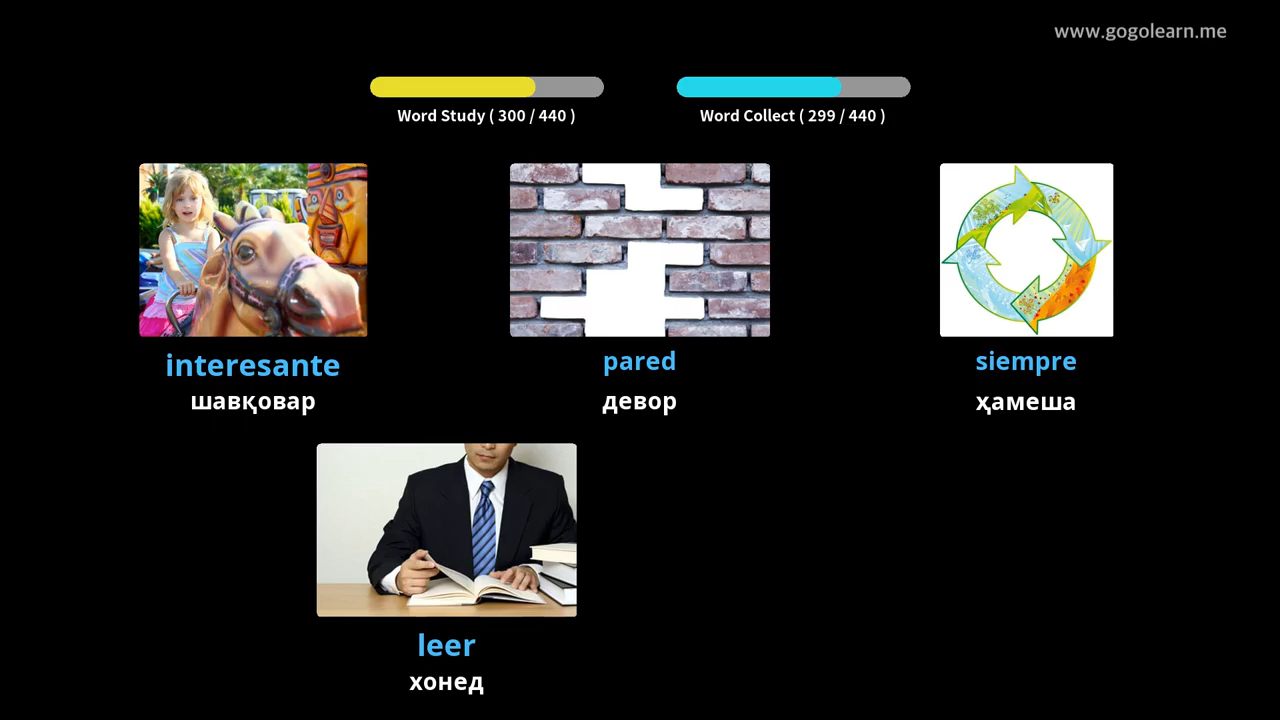 www.gogolearn.me
Word Study ( 300 / 440 )
Word Collect ( 299 / 440 )
interesante
шавқовар
pared
девор
siempre
ҳамеша
leer
хонед